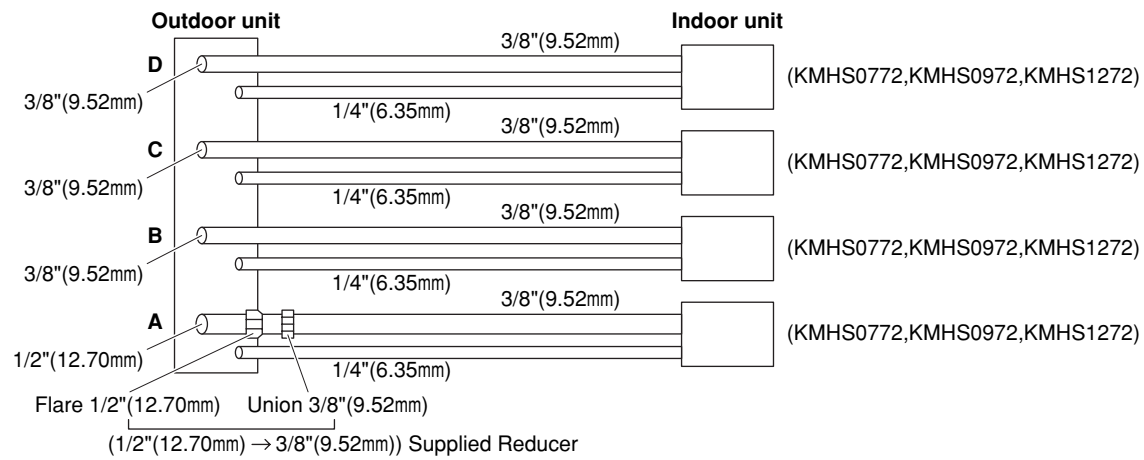 Outdoor unit
Indoor unit
D
3/8"(9.52mm)
3/8"(9.52mm)
1/4"(6.35mm)
(KMHS0772,KMHS0972,KMHS1272)
C
3/8"(9.52mm)
3/8"(9.52mm)
1/4"(6.35mm)
(KMHS0772,KMHS0972,KMHS1272)
B
3/8"(9.52mm)
3/8"(9.52mm)
1/4"(6.35mm)
(KMHS0772,KMHS0972,KMHS1272)
A
3/8"(9.52mm)
1/2"(12.70mm)
1/4"(6.35mm)
(KMHS0772,KMHS0972,KMHS1272)
Flare 1/2"(12.70mm)
Union 3/8"(9.52mm)
(1/2"(12.70mm) → 3/8"(9.52mm)) Supplied Reducer